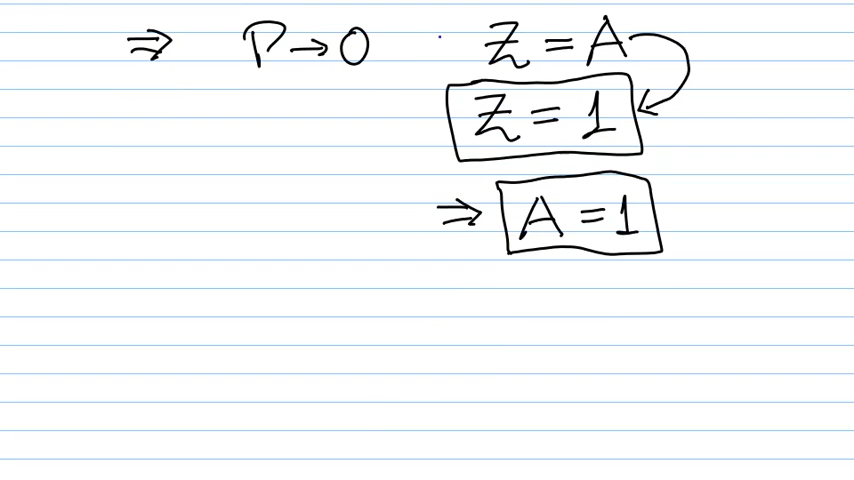 ⇒ P → 0 Z = A
Z = 1
⇒ A = 1